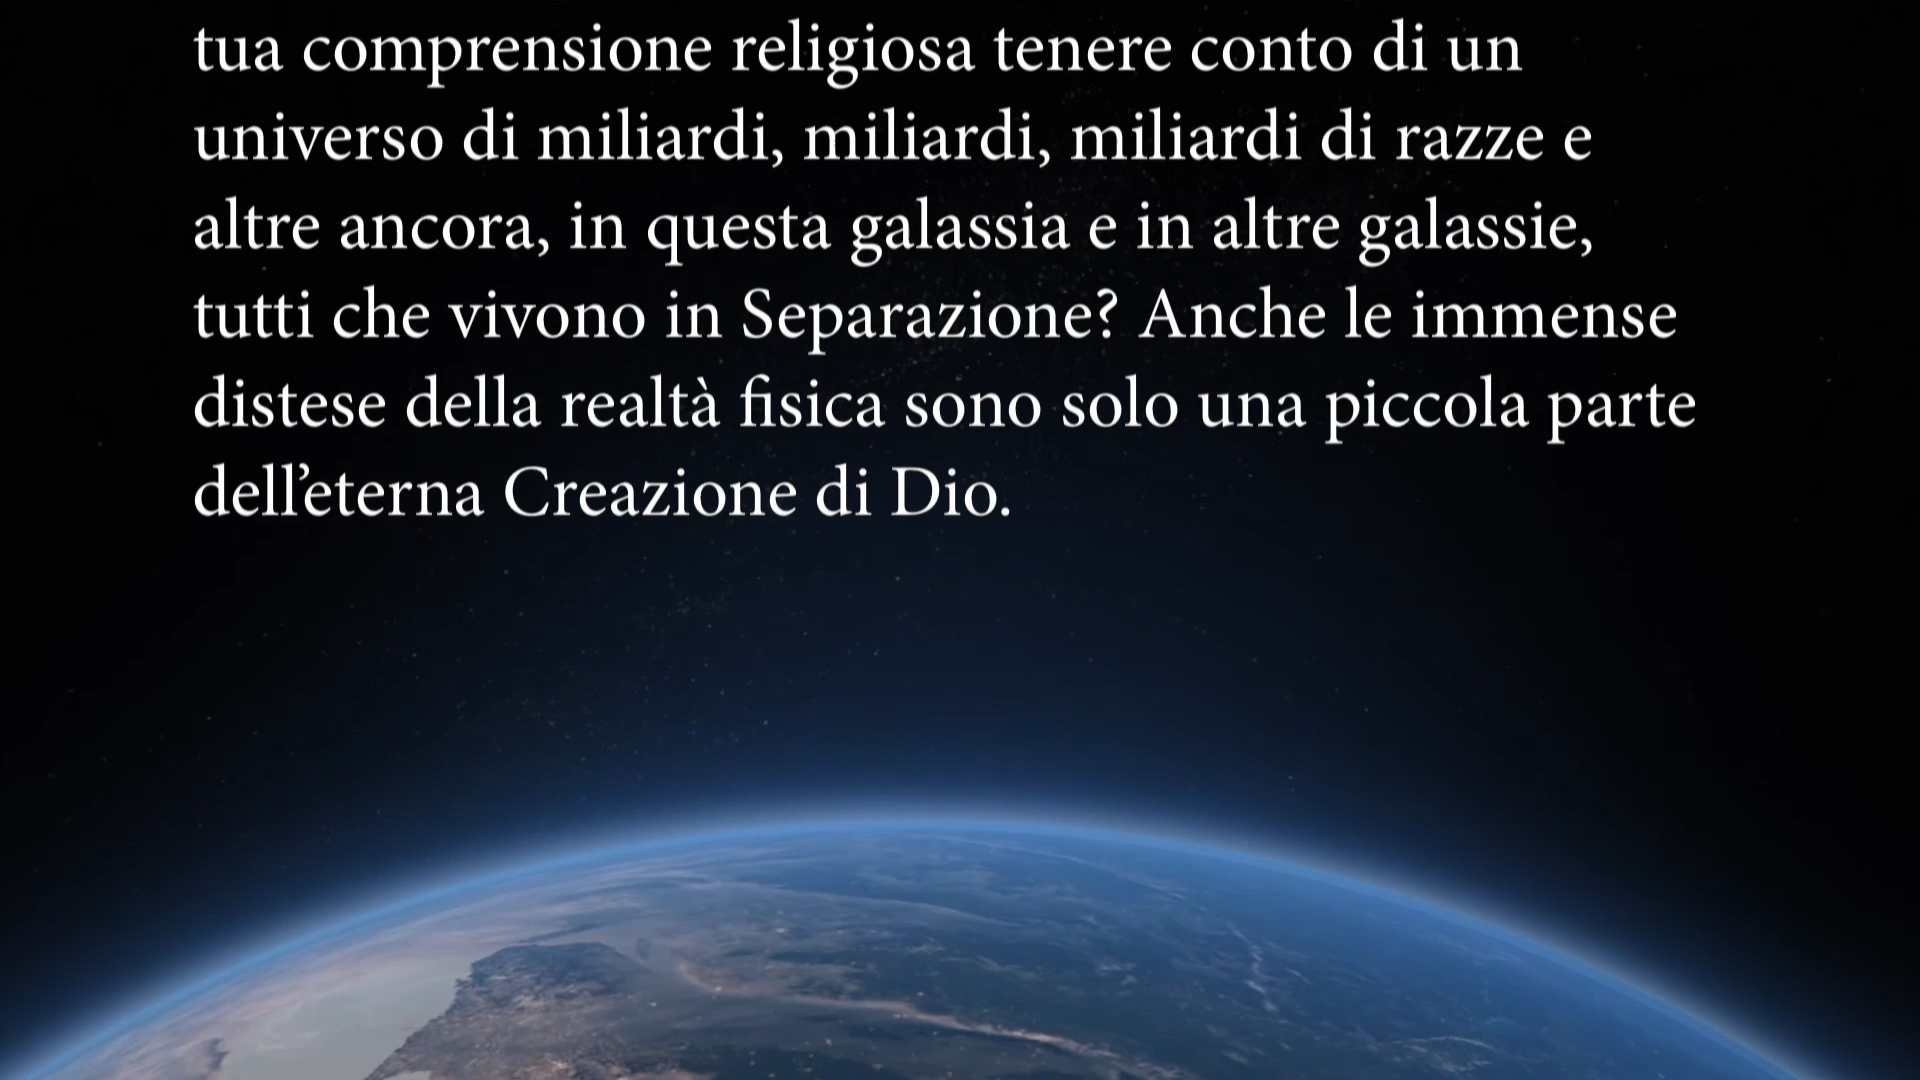 tua comprensione religiosa tenere conto di un
universo di miliardi, miliardi, miliardi di razze e
altre ancora, in questa galassia e in altre galassie,
tutti che vivono in Separazione? Anche le immense
distese della realtà fisica sono solo una piccola parte
dell’eterna Creazione di Dio.